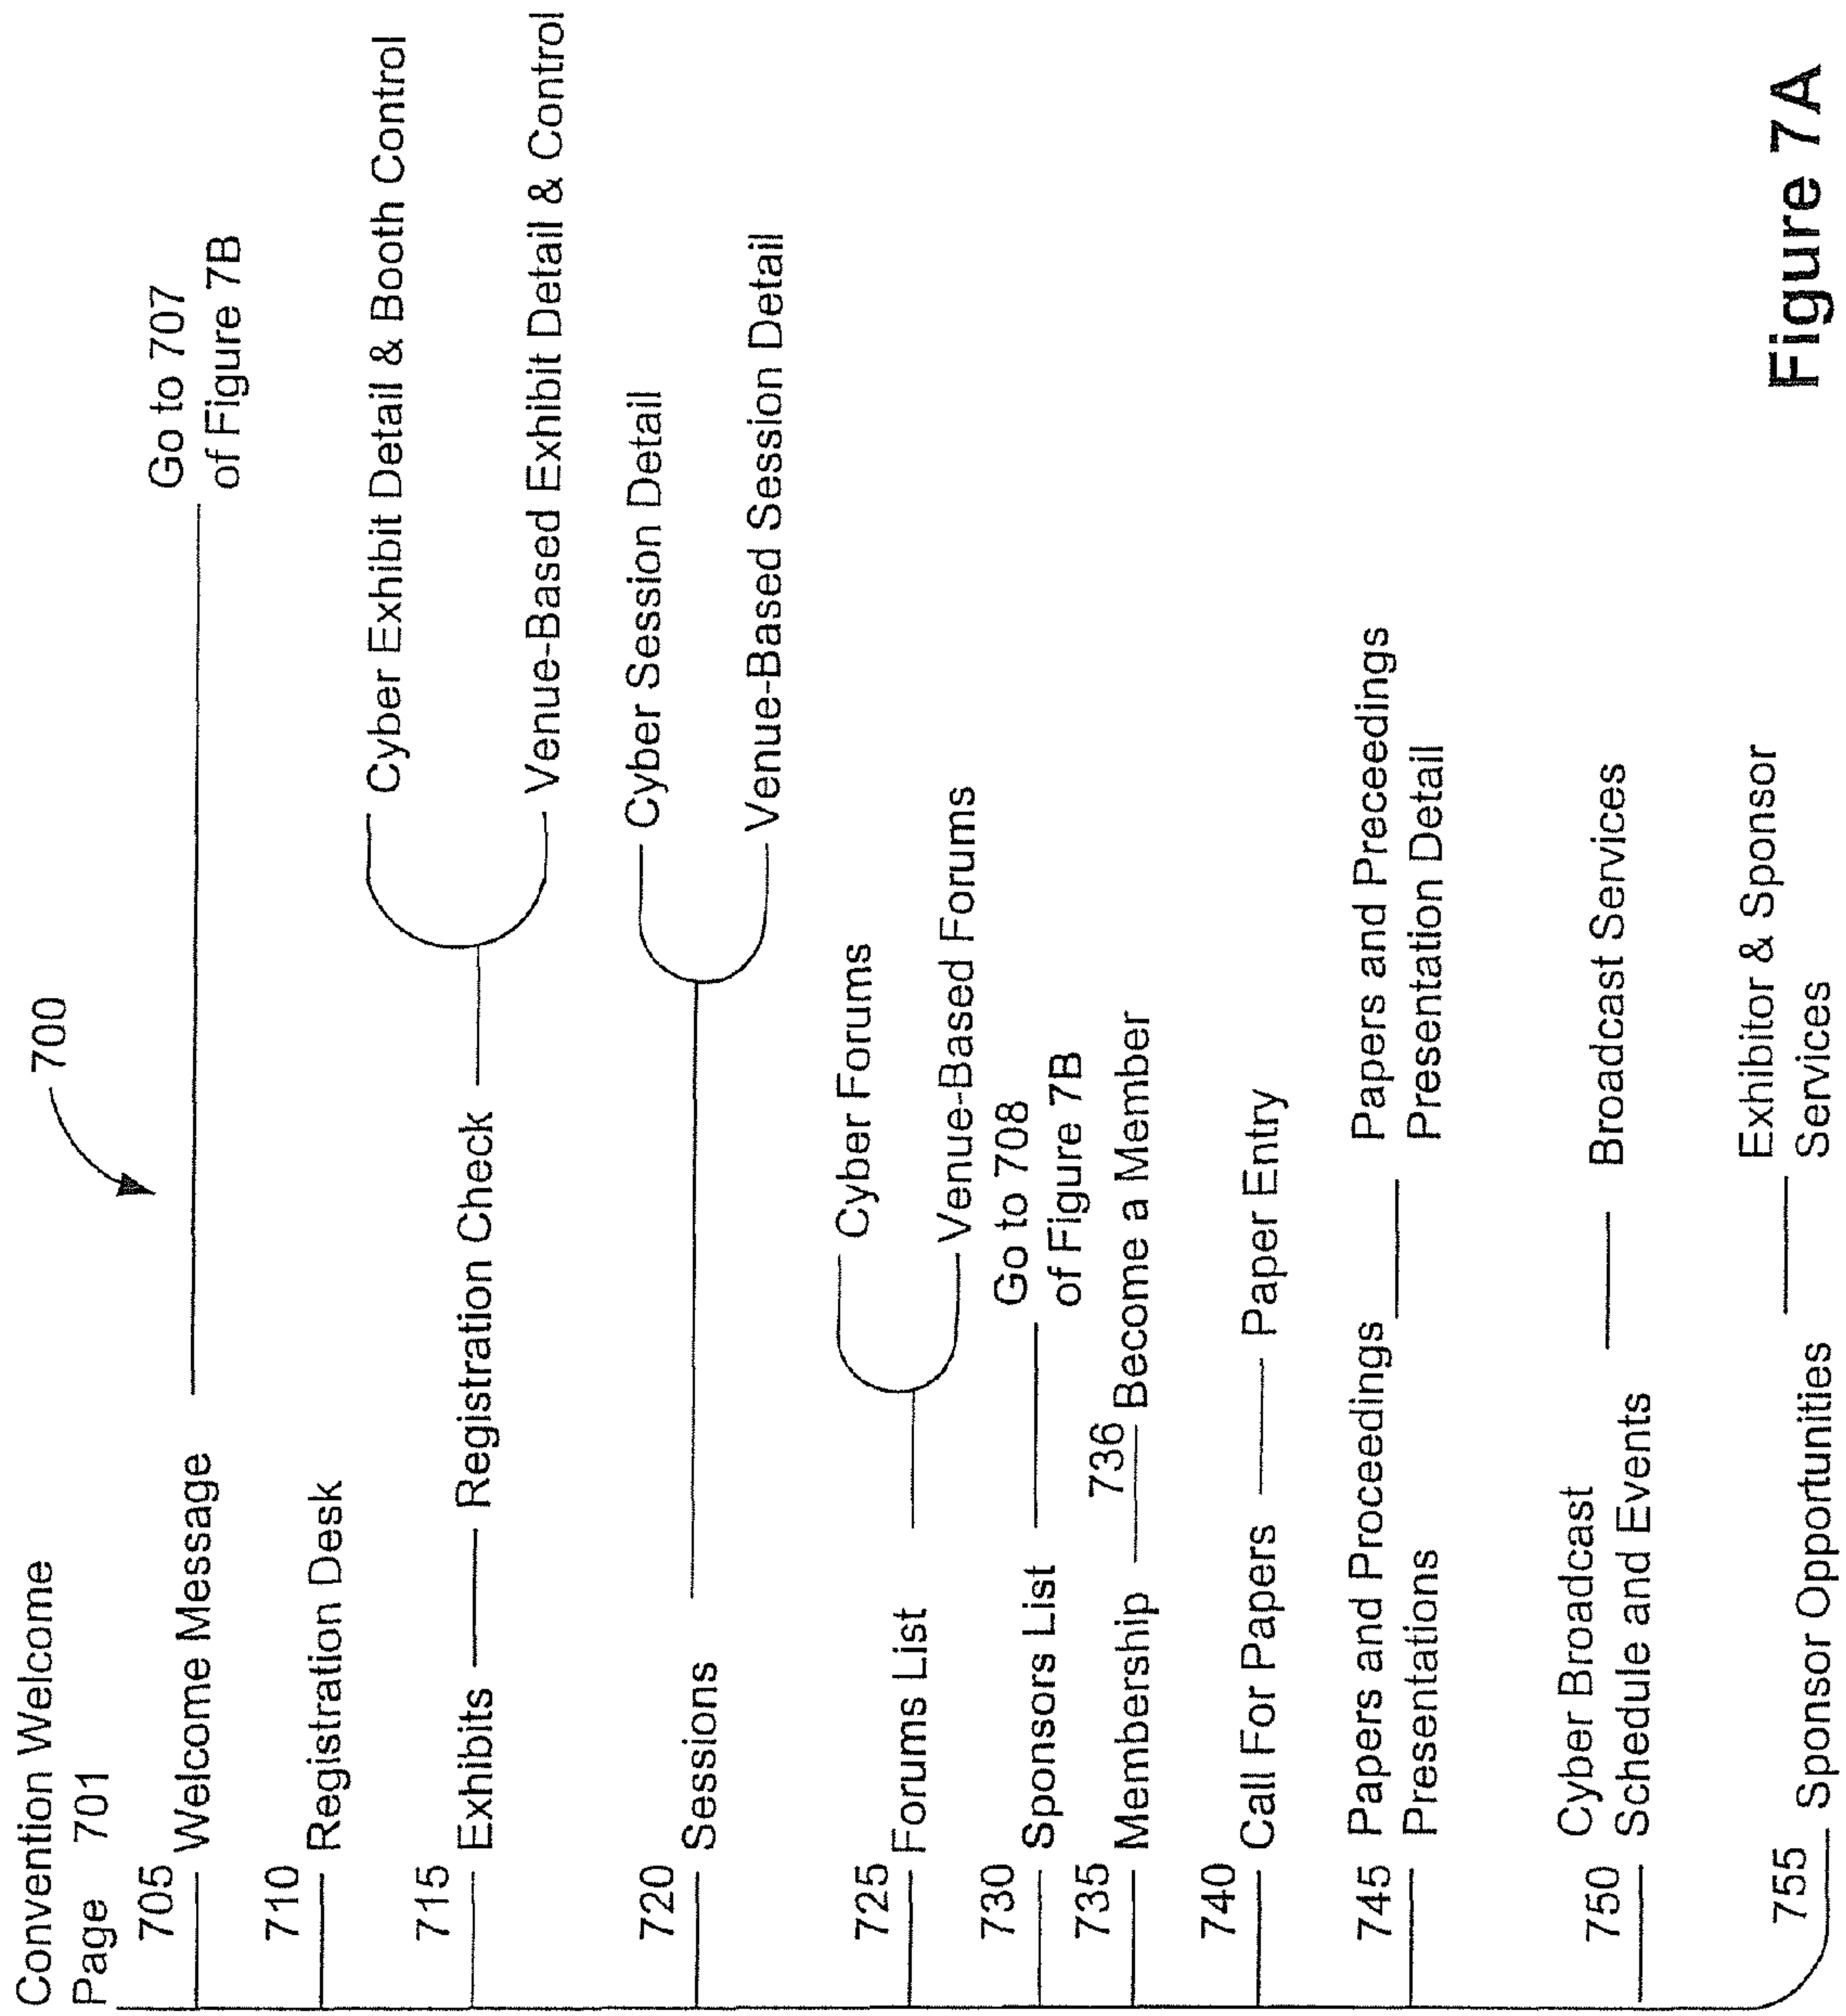 700
Convention Welcome
Page 701
705
Welcome Message
Go to 707
of Figure 7B
710
Registration Desk
715
Exhibits
Registration Check
Cyber Exhibit Detail & Booth Control
Venue-Based Exhibit Detail & Control
720
Sessions
Cyber Session Detail
Venue-Based Session Detail
725
Forums List
Cyber Forums
Venue-Based Forums
730
Sponsors List
Go to 708
of Figure 7B
735
Membership
736
Become a Member
740
Call For Papers
Paper Entry
745
Papers and Proceedings
Presentations
Papers and Preceedings
Presentation Detail
750
Cyber Broadcast
Schedule and Events
Broadcast Services
755
Sponsor Opportunities
Exhibitor & Sponsor
Services
Figure 7A